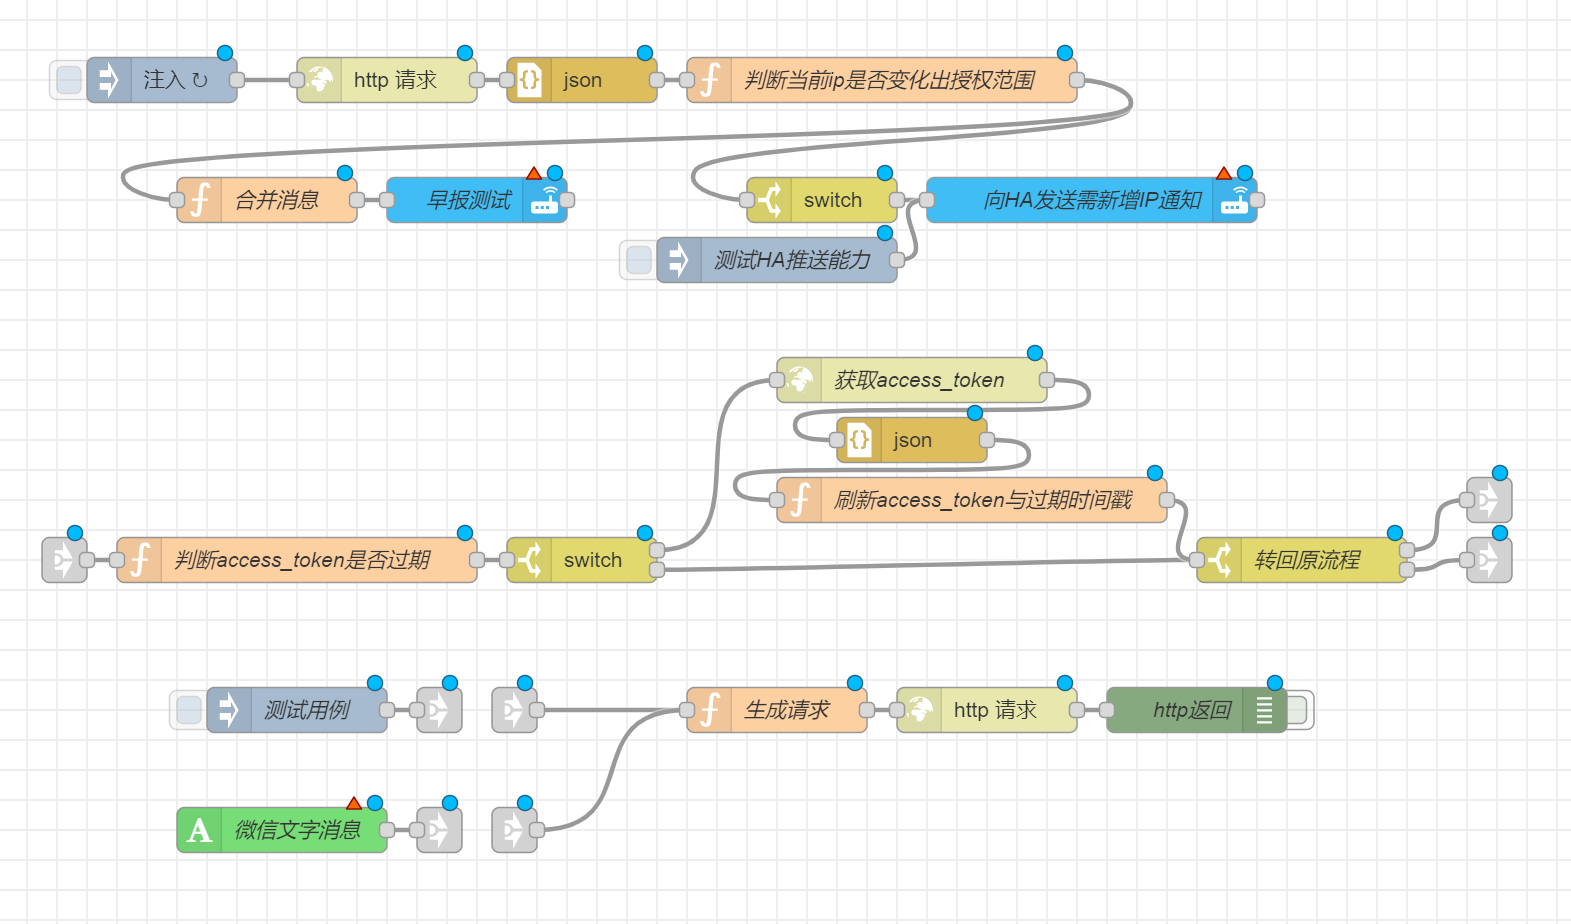 注入 ↻
http 请求
json
判断当前ip是否变化出授权范围
合并消息
早报测试
switch
向HA发送需新增IP通知
测试HA推送能力
获取access_token
json
刷新access_token与过期时间戳
判断access_token是否过期
switch
转回原流程
测试用例
生成请求
http 请求
http返回
A 微信文字消息